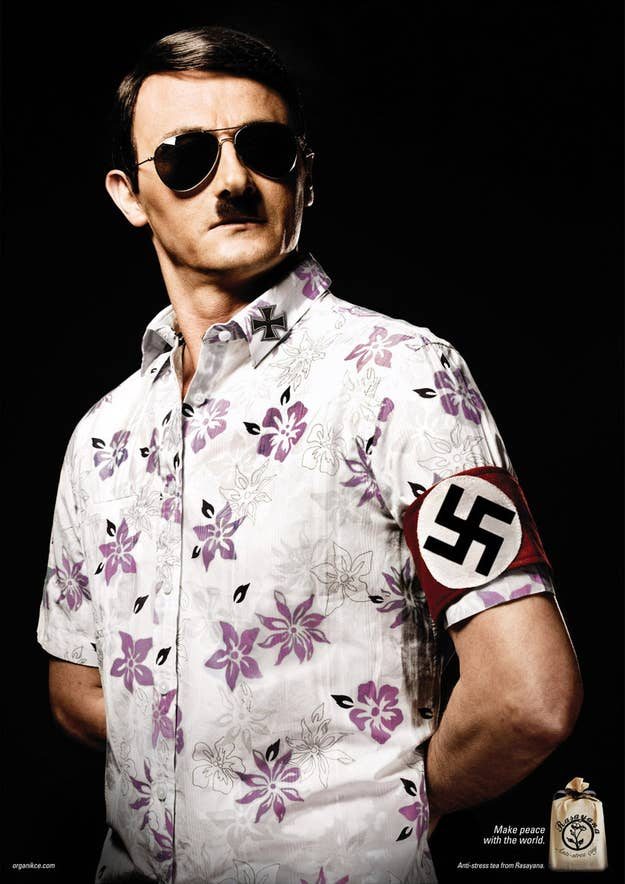 organikce.com
Make peace
with the world.
Anti-stress tea from Rasayana.
Rasayana